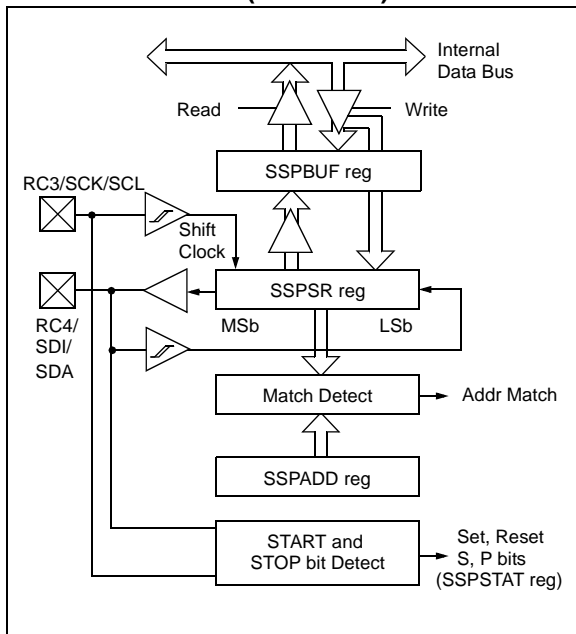 Internal
Data Bus
Read
Write
SSPBUF reg
RC3/SCK/SCL
Shift
Clock
SSPSR reg
MSb
LSb
RC4/
SDI/
SDA
Match Detect
Addr Match
SSPADD reg
START and
STOP bit Detect
Set, Reset
S, P bits
(SSPSTAT reg)